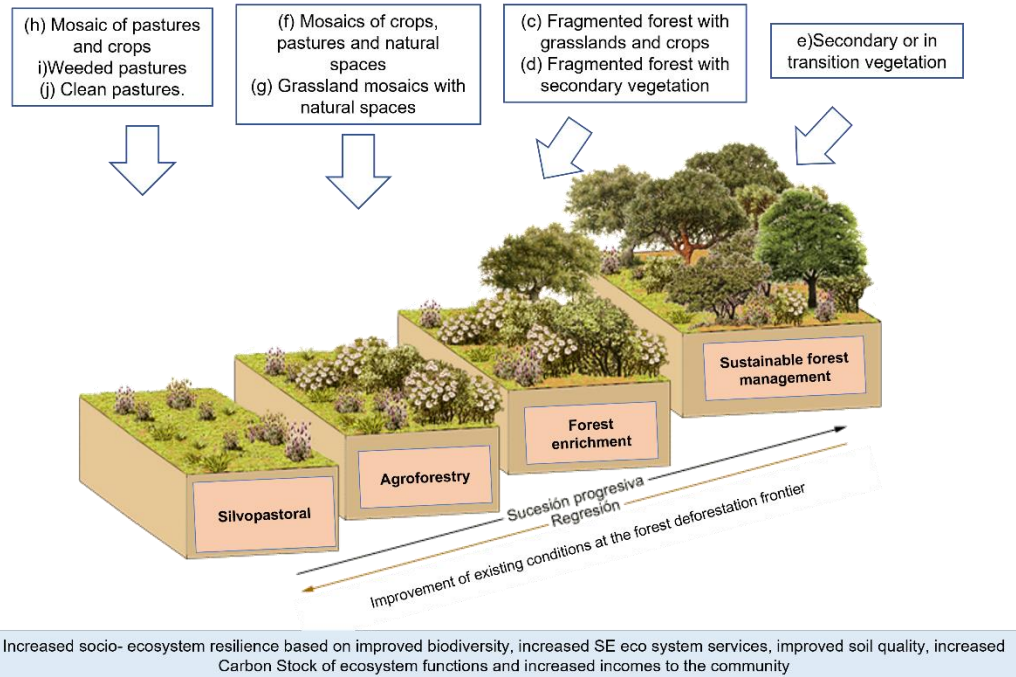 (h) Mosaic of pastures
and crops
i)Weeded pastures
(j) Clean pastures.
(f) Mosaics of crops,
pastures and natural
spaces
(g) Grassland mosaics with
natural spaces
(c) Fragmented forest with
grasslands and crops
(d) Fragmented forest with
secondary vegetation
e)Secondary or in
transition vegetation
Silvopastoral
Agroforestry
Forest
enrichment
Sustainable forest
management
Sucesión progresiva
Regresión
Improvement of existing conditions at the forest deforestation frontier
Increased socio- ecosystem resilience based on improved biodiversity, increased SE eco system services, improved soil quality, increased
Carbon Stock of ecosystem functions and increased incomes to the community